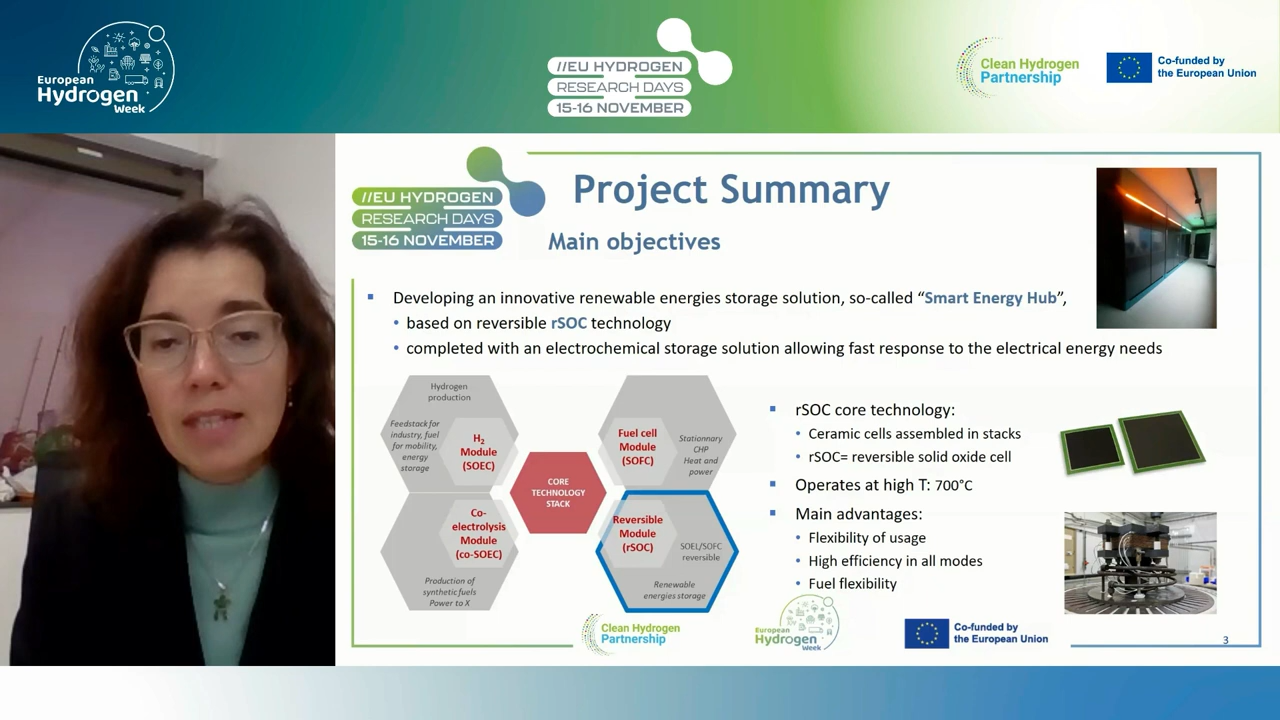 European
Hydrogen
Week
//EU HYDROGEN
RESEARCH DAYS
15-16 NOVEMBER
Clean Hydrogen
Partnership
Co-funded by
the European Union
//EU HYDROGEN
RESEARCH DAYS
15-16 NOVEMBER
Project Summary
Main objectives
▪ Developing an innovative renewable energies storage solution, so-called “Smart Energy Hub”,
• based on reversible rSOC technology
• completed with an electrochemical storage solution allowing fast response to the electrical energy needs
Hydrogen
production
Feedstack for
industry, fuel
for mobility,
energy
storage
H2
Module
(SOEC)
Fuel cell
Module
(SOFC)
Stationnary
CHP
Heat and
power
CORE
TECHNOLOGY
STACK
Co-
electrolysis
Module
(co-SOEC)
Production of
synthetic fuels
Power to X
Reversible
Module
(rSOC)
SOEL/SOFC
reversible
Renewable
energies storage
▪ rSOC core technology:
• Ceramic cells assembled in stacks
• rSOC= reversible solid oxide cell
▪ Operates at high T: 700°C
▪ Main advantages:
• Flexibility of usage
• High efficiency in all modes
• Fuel flexibility
Clean Hydrogen
Partnership
European
Hydrogen
Week
Co-funded by
the European Union
3